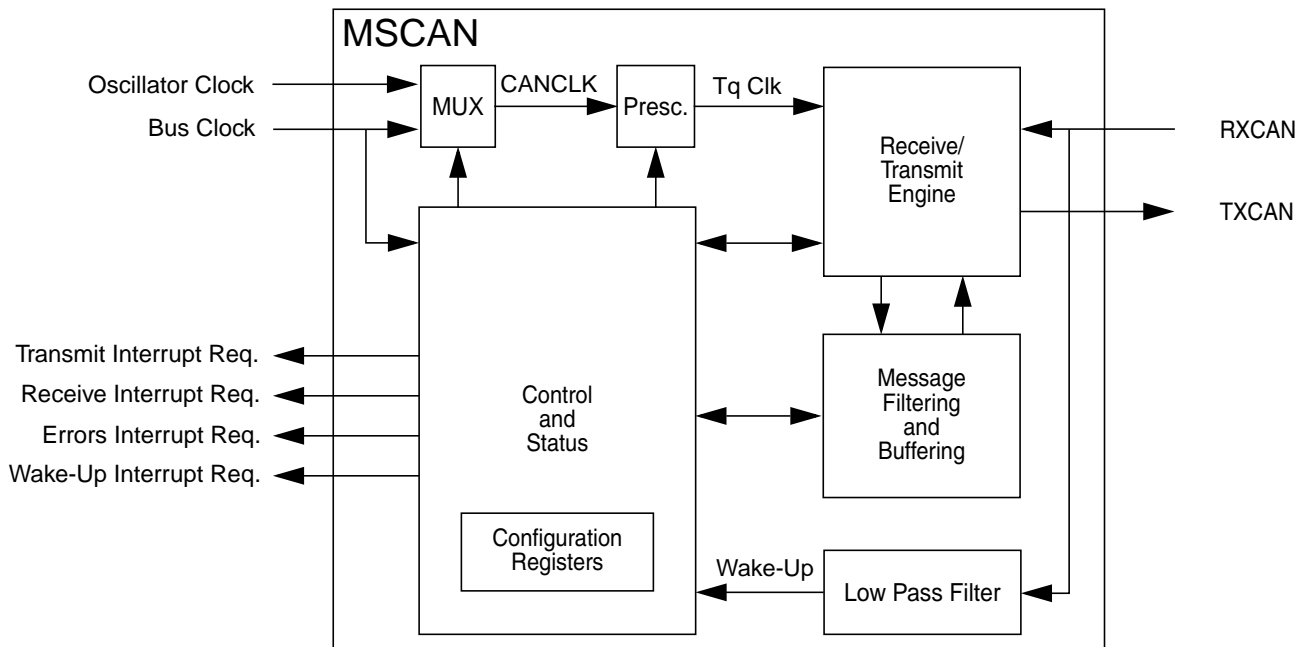 MSCAN
Oscillator Clock
Bus Clock
MUX
CANCLK
Presc.
Tq Clk
Receive/
Transmit
Engine
RXCAN
TXCAN
Transmit Interrupt Req.
Receive Interrupt Req.
Errors Interrupt Req.
Wake-Up Interrupt Req.
Control
and
Status
Message
Filtering
and
Buffering
Configuration
Registers
Wake-Up
Low Pass Filter